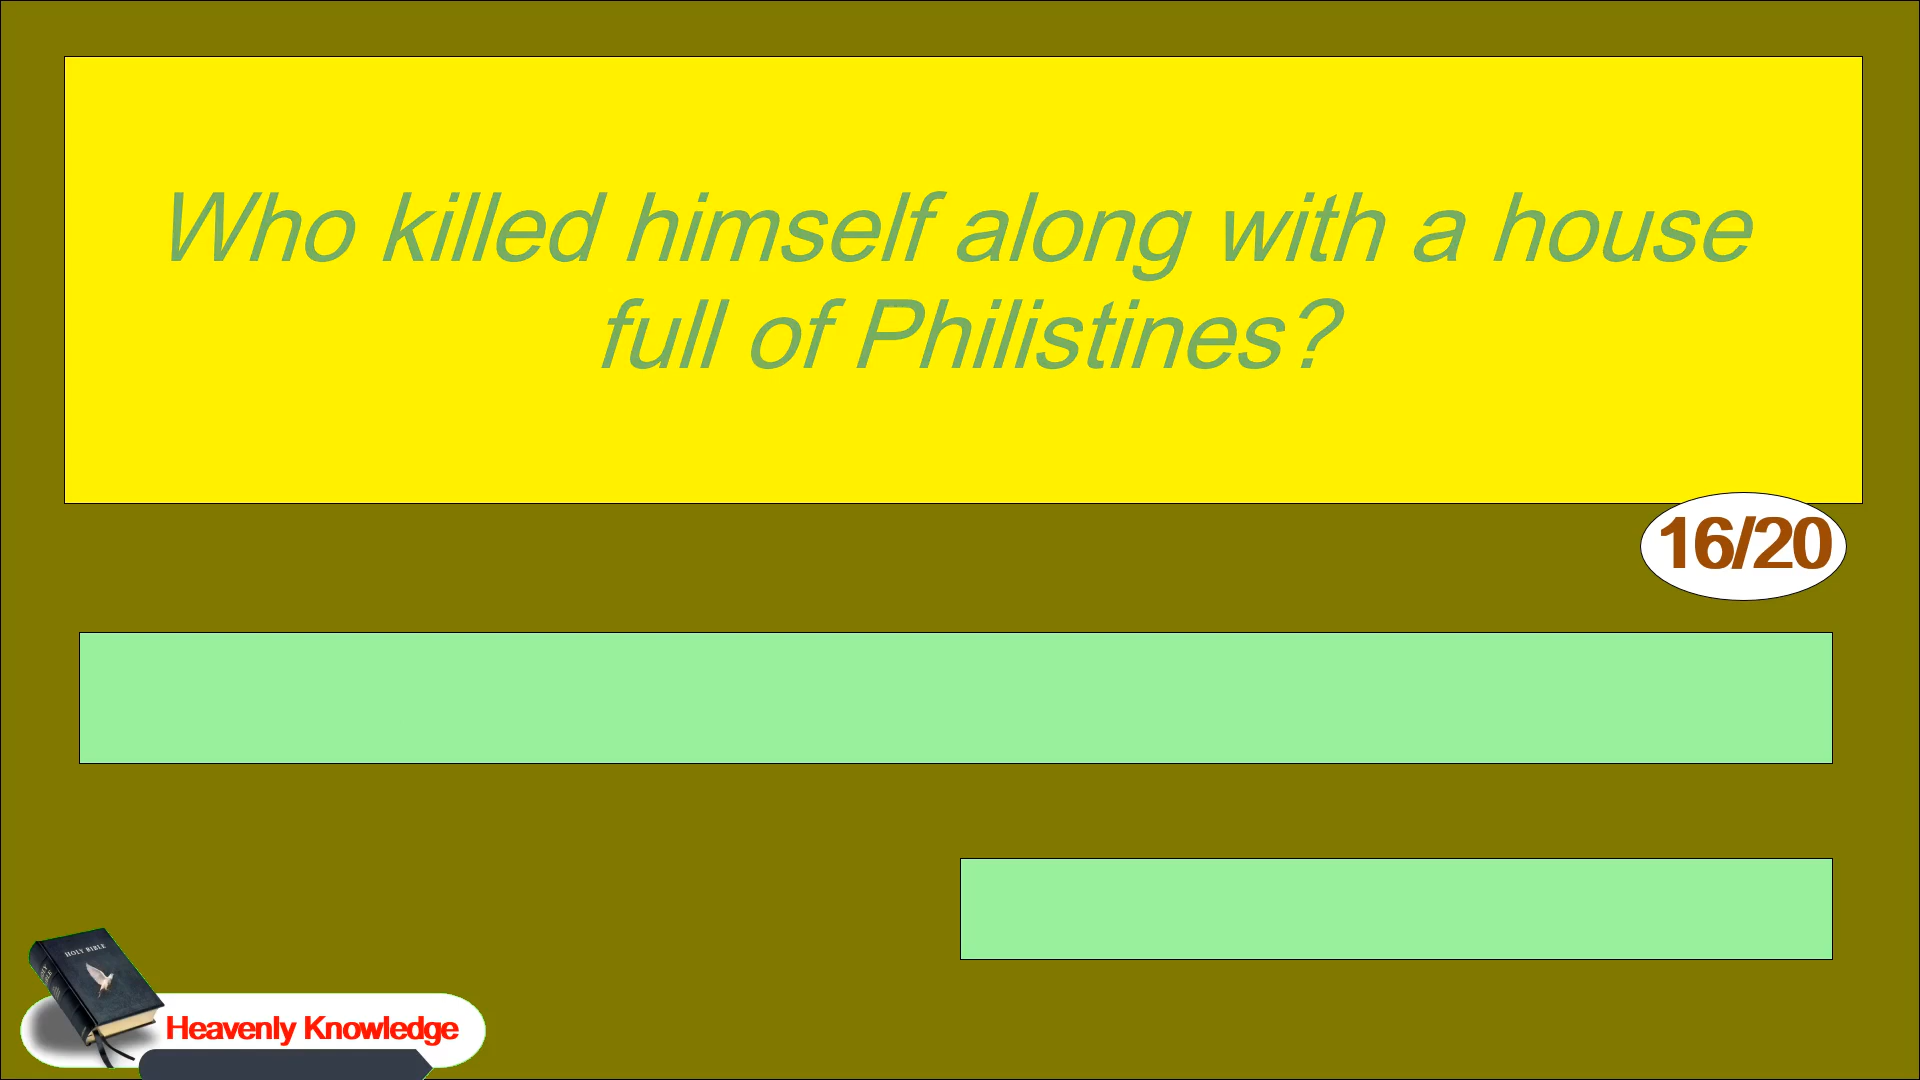 Who killed himself along with a house
full of Philistines?
16/20
HOLY BIBLE
Heavenly Knowledge